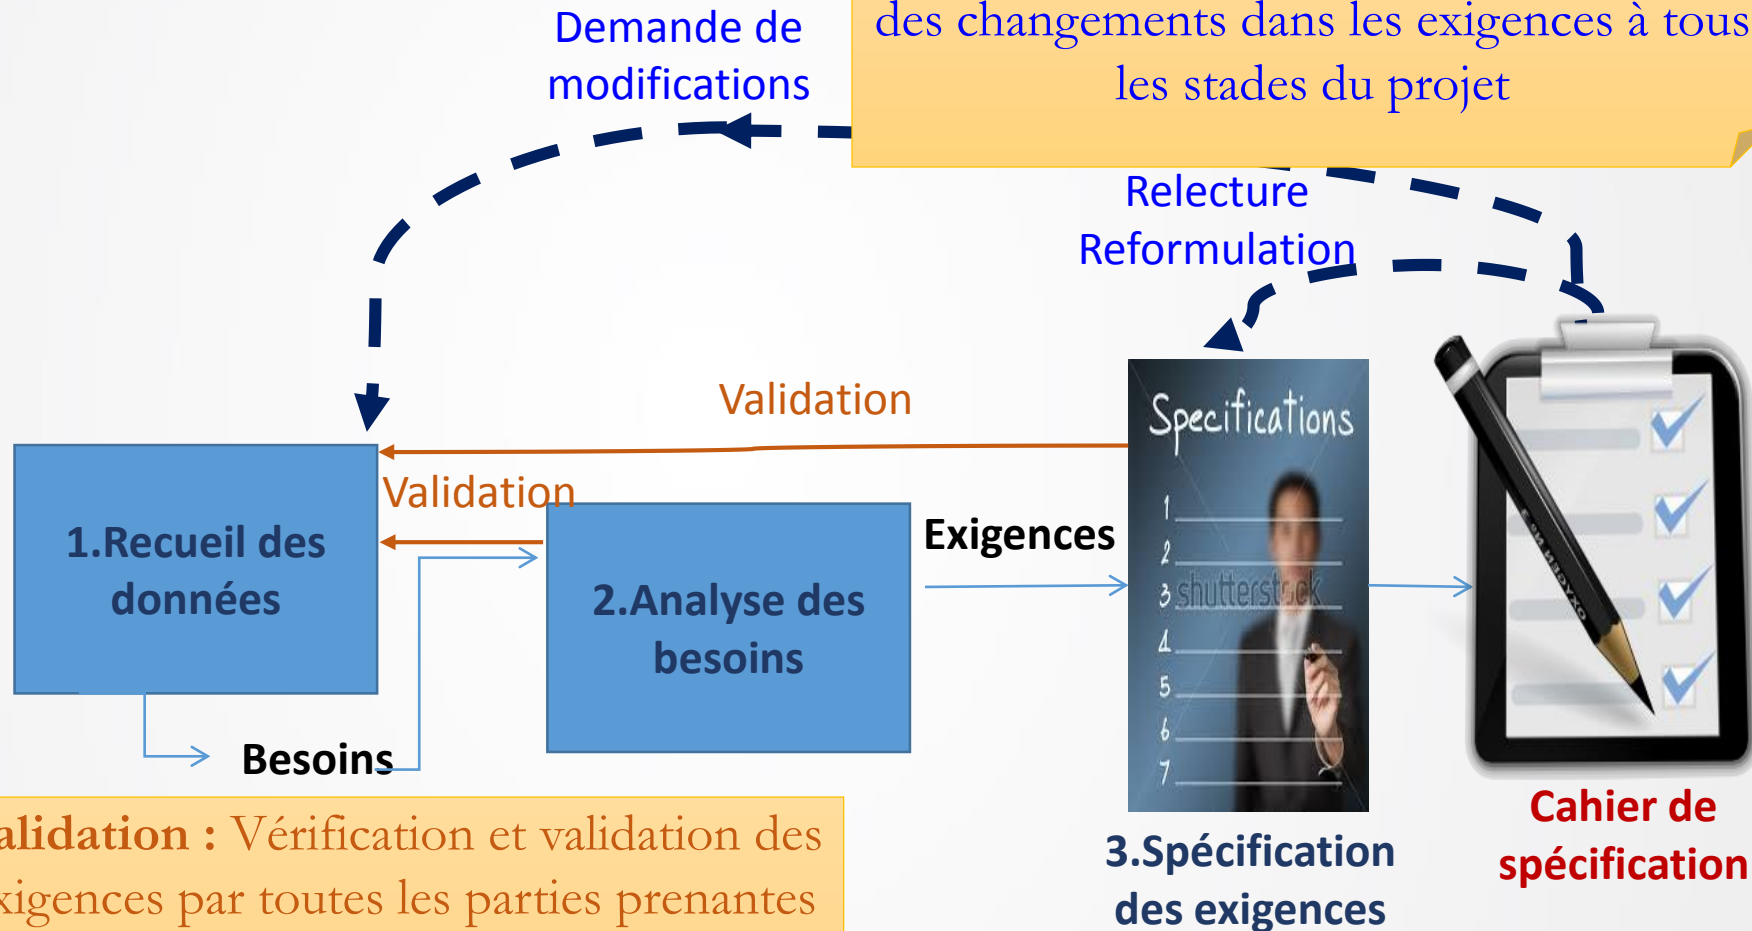 Demande de
modifications
des changements dans les exigences à tous
les stades du projet
Relecture
Reformulation
Validation
Validation
1.Recueil des
données
2.Analyse des
besoins
Exigences
Besoins
Specifications
1
2
3
4
5
6
7
shutterstock
alidation : Vérification et validation des
xigences par toutes les parties prenantes
3.Spécification
des exigences
Cahier de
spécification